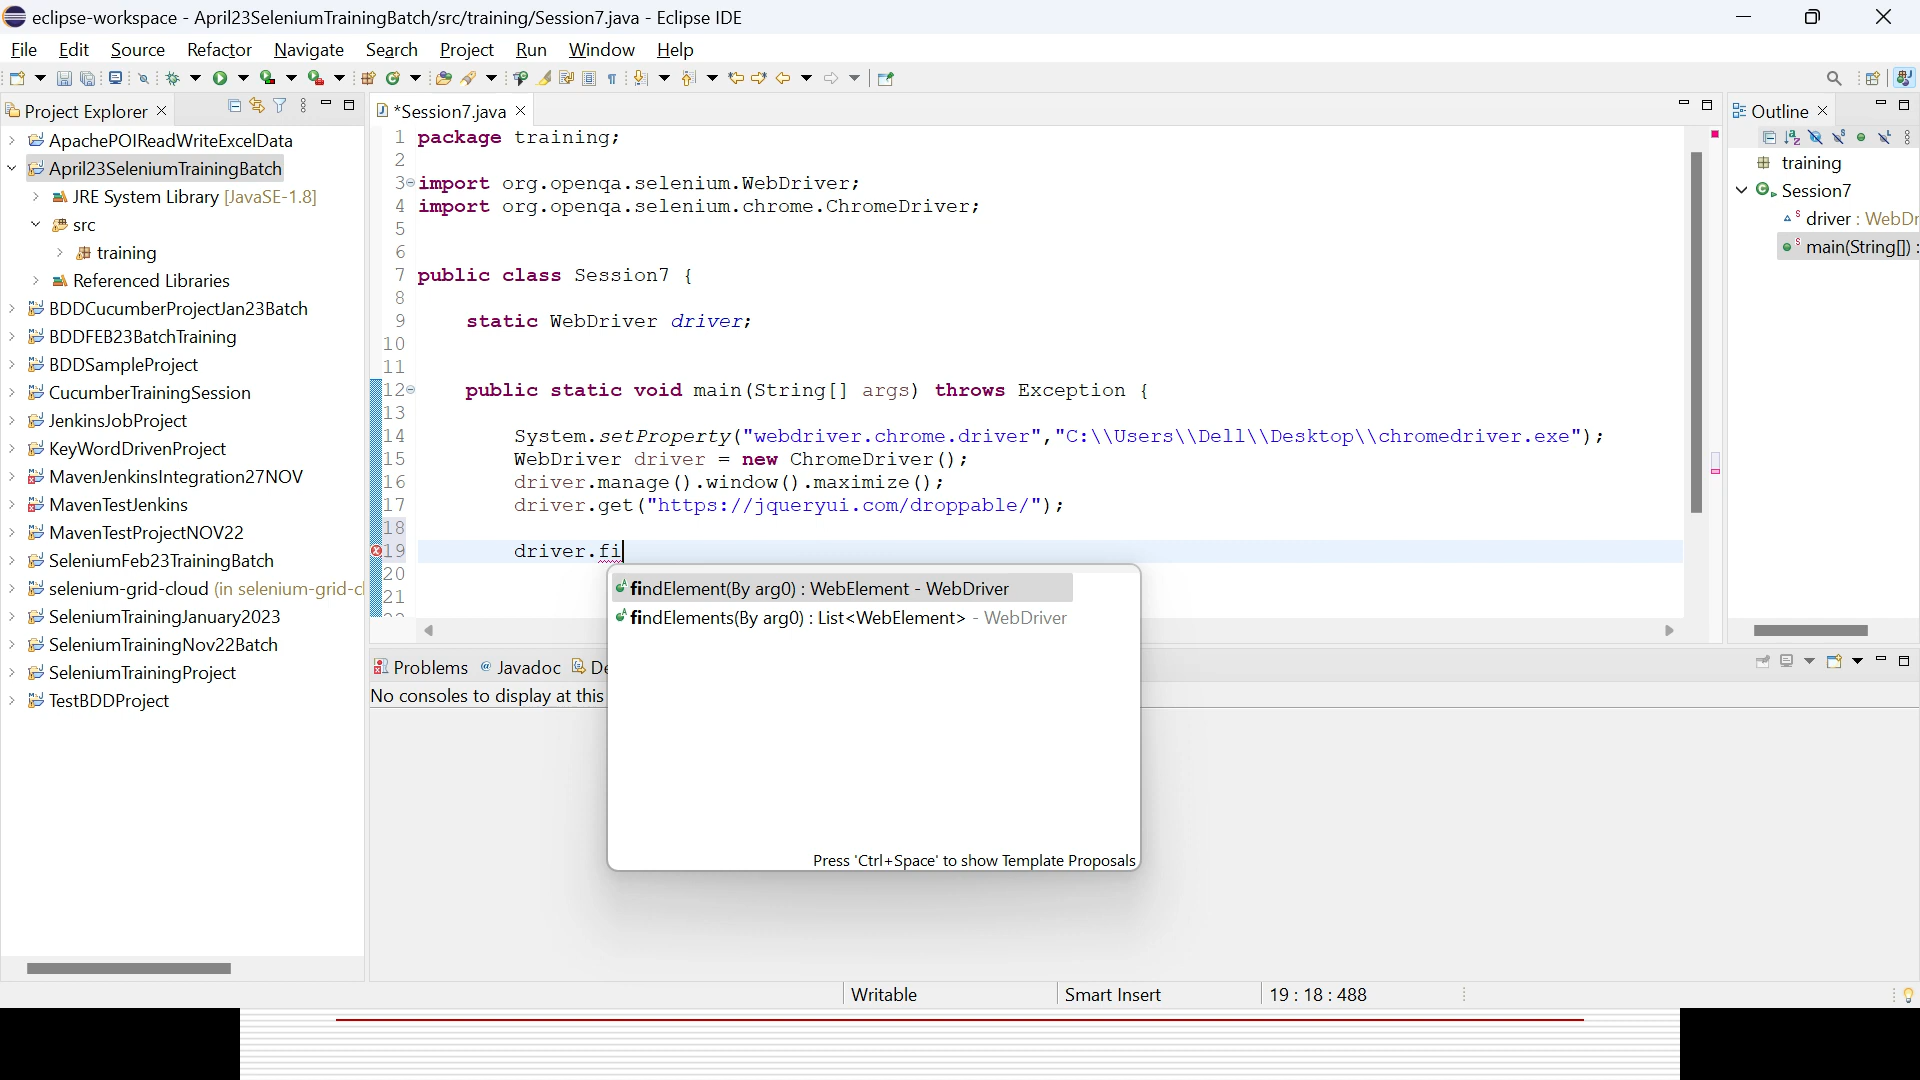 eclipse-workspace - April23SeleniumTrainingBatch/src/training/Session7.java - Eclipse IDE
File Edit Source Refactor Navigate Search Project Run Window Help
Project Explorer
ApachePOIReadWriteExcelData
April23SeleniumTrainingBatch
JRE System Library [JavaSE-1.8]
src
training
Referenced Libraries
BDDCucumberProjectJan23Batch
BDDFEB23BatchTraining
BDDSampleProject
CucumberTrainingSession
JenkinsJobProject
KeyWordDrivenProject
MavenJenkinsIntegration27NOV
MavenTestJenkins
MavenTestProjectNOV22
SeleniumFeb23TrainingBatch
selenium-grid-cloud (in selenium-grid-cl
SeleniumTrainingJanuary2023
SeleniumTrainingNov22Batch
SeleniumTrainingProject
TestBDDProject
*Session7.java
1 package training;
2
3 import org.openqa.selenium.WebDriver;
4 import org.openqa.selenium.chrome.ChromeDriver;
5
6
7 public class Session7 {
8
9 static WebDriver driver;
10
11
12 public static void main(String[] args) throws Exception {
13
14 System.setProperty("webdriver.chrome.driver","C:\\Users\\Dell\\Desktop\\chromedriver.exe");
15 WebDriver driver = new ChromeDriver();
16 driver.manage().window().maximize();
17 driver.get("https://jqueryui.com/droppable/");
18
19 driver.fi
20
21
findElement(By arg0) : WebElement - WebDriver
findElements(By arg0) : List<WebElement> - WebDriver
Press 'Ctrl+Space' to show Template Proposals
Outline
training
Session7
driver : WebDr
main(String[]) :
Problems @ Javadoc De
No consoles to display at this
Writable Smart Insert 19 : 18 : 488